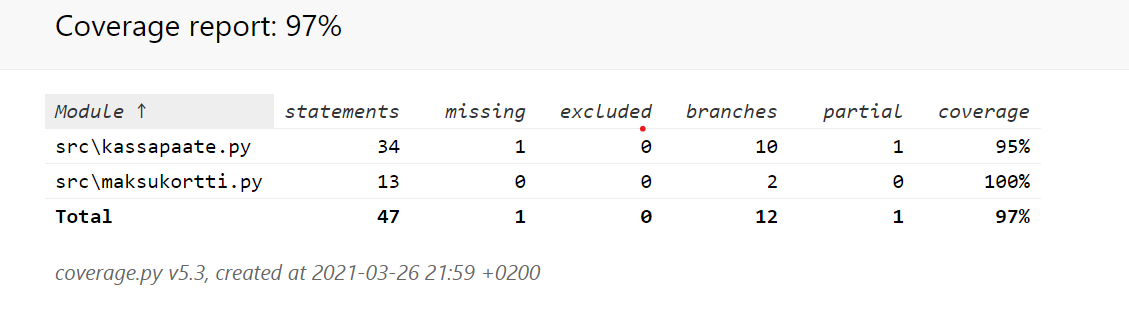 Coverage report: 97%
Module ↑ statements missing excluded branches partial coverage
src\kassapaate.py 34 1 0 10 1 95%
src\maksukortti.py 13 0 0 2 0 100%
Total 47 1 0 12 1 97%
coverage.py v5.3, created at 2021-03-26 21:59 +0200